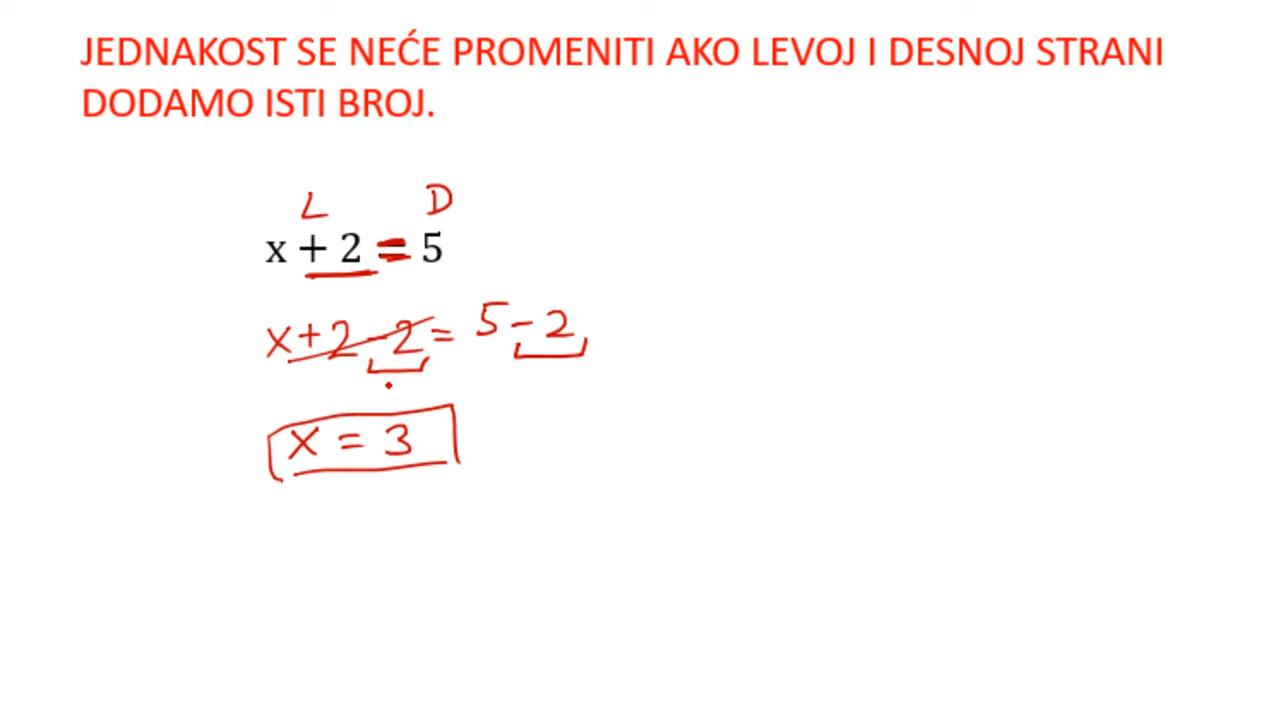 JEDNAKOST SE NEĆE PROMENITI AKO LEVOJ I DESNOJ STRANI
DODAMO ISTI BROJ.
L D
x + 2 = 5
x + 2 - 2 = 5 - 2
x = 3